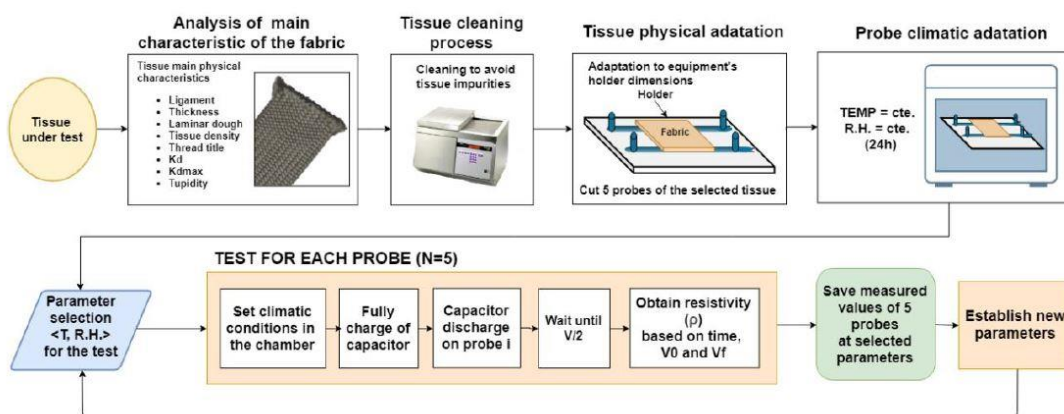 Analysis of main
characteristic of the fabric
Tissue main physical
characteristics
Ligament
Thickness
Laminar dough
Tissue density
Thread title
Kd
Kdmax
Tupidity
Tissue cleaning
process
Cleaning to avoid
tissue impurities
Tissue physical adatation
Adaptation to equipment's
holder dimensions
Holder
Fabric
Cut 5 probes of the selected tissue
Probe climatic adatation
TEMP = cte.
R.H. = cte.
(24h)
Tissue
under test
TEST FOR EACH PROBE (N=5)
Parameter
selection
<T, R.H.>
for the test
Set climatic
conditions in
the chamber
Fully
charge of
capacitor
Capacitor
discharge
on probe i
Wait until
V/2
Obtain resistivity
(ρ)
based on time,
V0 and Vf
Save measured
values of 5
probes
at selected
parameters
Establish new
parameters